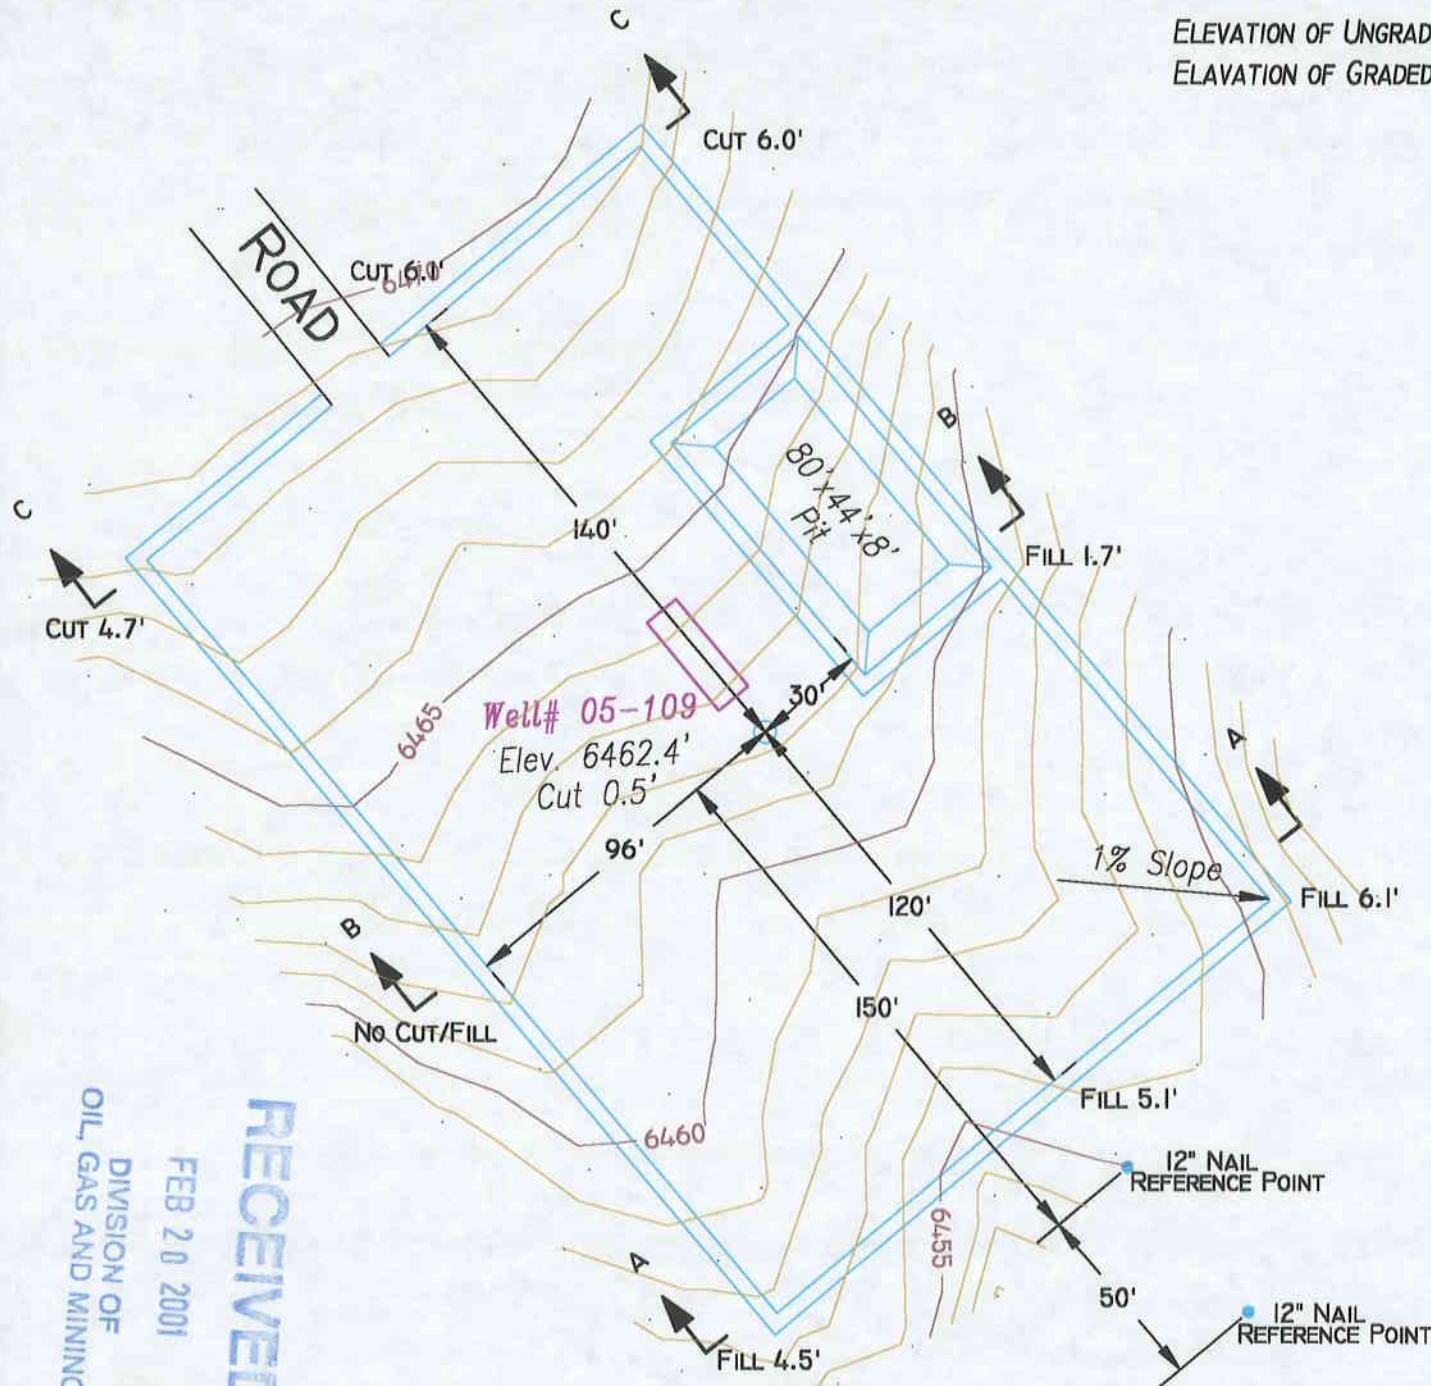 ELEVATION OF UNGRAD
ELAVATION OF GRADED
C
CUT 6.0'
ROAD
CUT 6.1'
6470
B
80'x44'x8'
Pit
C
140'
FILL 1.7'
CUT 4.7'
30'
Well# 05-109
6465
Elev. 6462.4'
Cut 0.5'
A
96'
1% Slope
FILL 6.1'
120'
B
150'
NO CUT/FILL
FILL 5.1'
6460
12" NAIL
REFERENCE POINT
6455
A
50'
12" NAIL
REFERENCE POINT
FILL 4.5'
RECEIVED
FEB 20 2001
DIVISION OF
OIL, GAS AND MINING